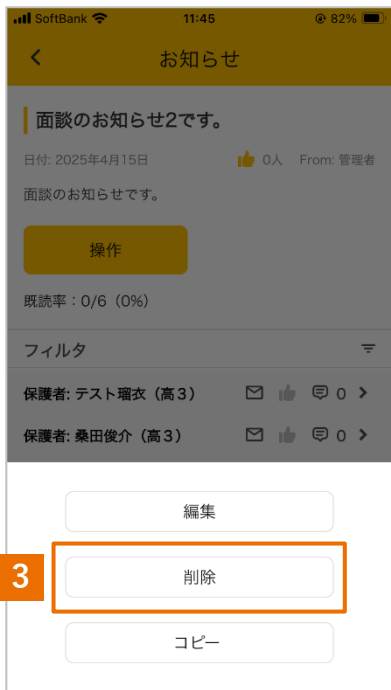 SoftBank 11:45 82%
お知らせ
面談のお知らせ2です。
日付: 2025年4月15日 0人 From: 管理者
面談のお知らせです。
操作
既読率：0/6（0%）
フィルタ
保護者: テスト瑠衣（高３） 0
保護者: 桑田俊介（高３） 0
編集
3 削除
コピー